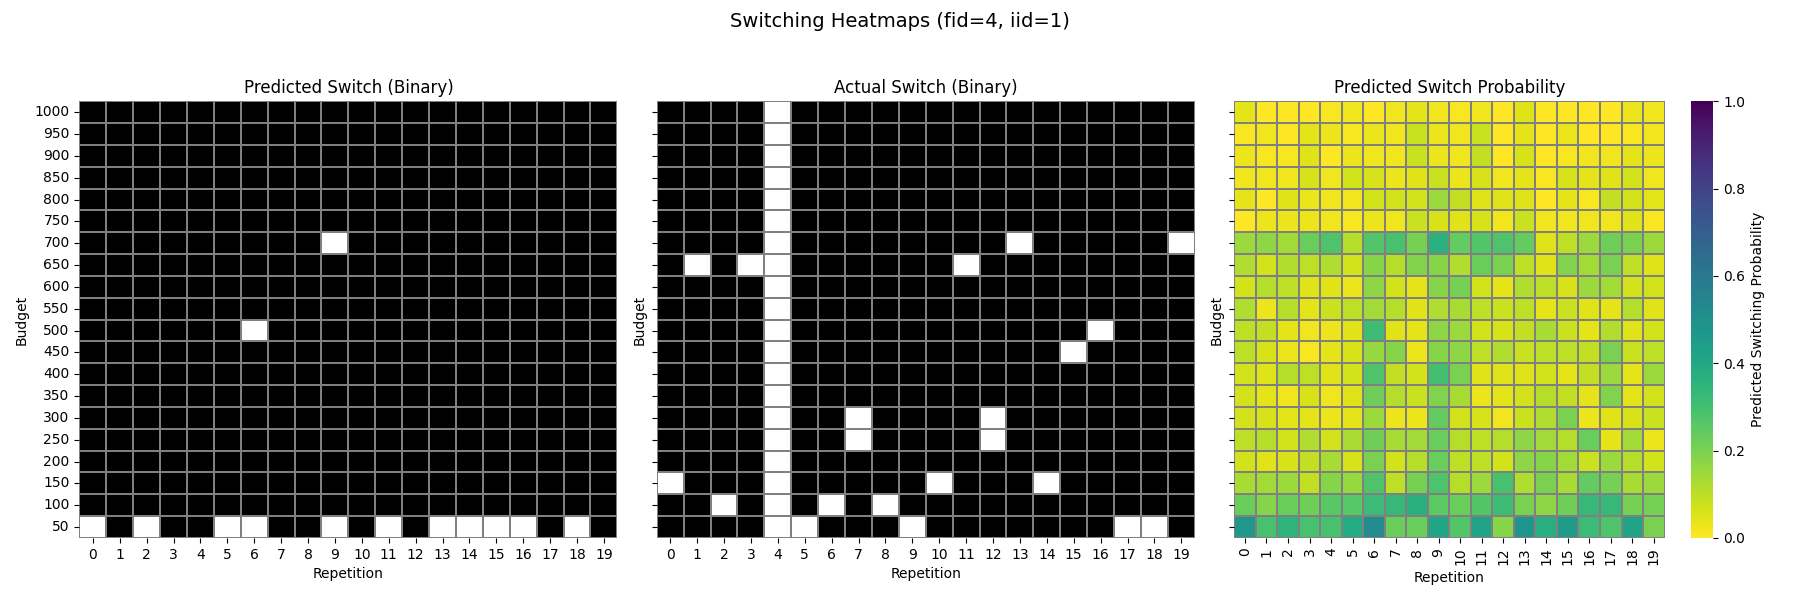 Switching Heatmaps (fid=4, iid=1)
Predicted Switch (Binary)
Budget
1000
950
900
850
800
750
700
650
600
550
500
450
400
350
300
250
200
150
100
50
0 1 2 3 4 5 6 7 8 9 10 11 12 13 14 15 16 17 18 19
Repetition
Actual Switch (Binary)
Budget
0 1 2 3 4 5 6 7 8 9 10 11 12 13 14 15 16 17 18 19
Repetition
Predicted Switch Probability
Budget
0 1 2 3 4 5 6 7 8 9 10 11 12 13 14 15 16 17 18 19
Repetition
1.0
0.8
0.6
0.4
0.2
0.0
Predicted Switching Probability